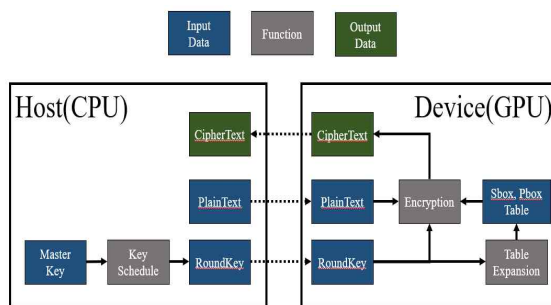 Input
Data
Function
Output
Data
Host(CPU)
Device(GPU)
CipherText
CipherText
PlainText
PlainText
Encryption
Sbox, Pbox
Table
Master
Key
Key
Schedule
RoundKey
RoundKey
Table
Expansion